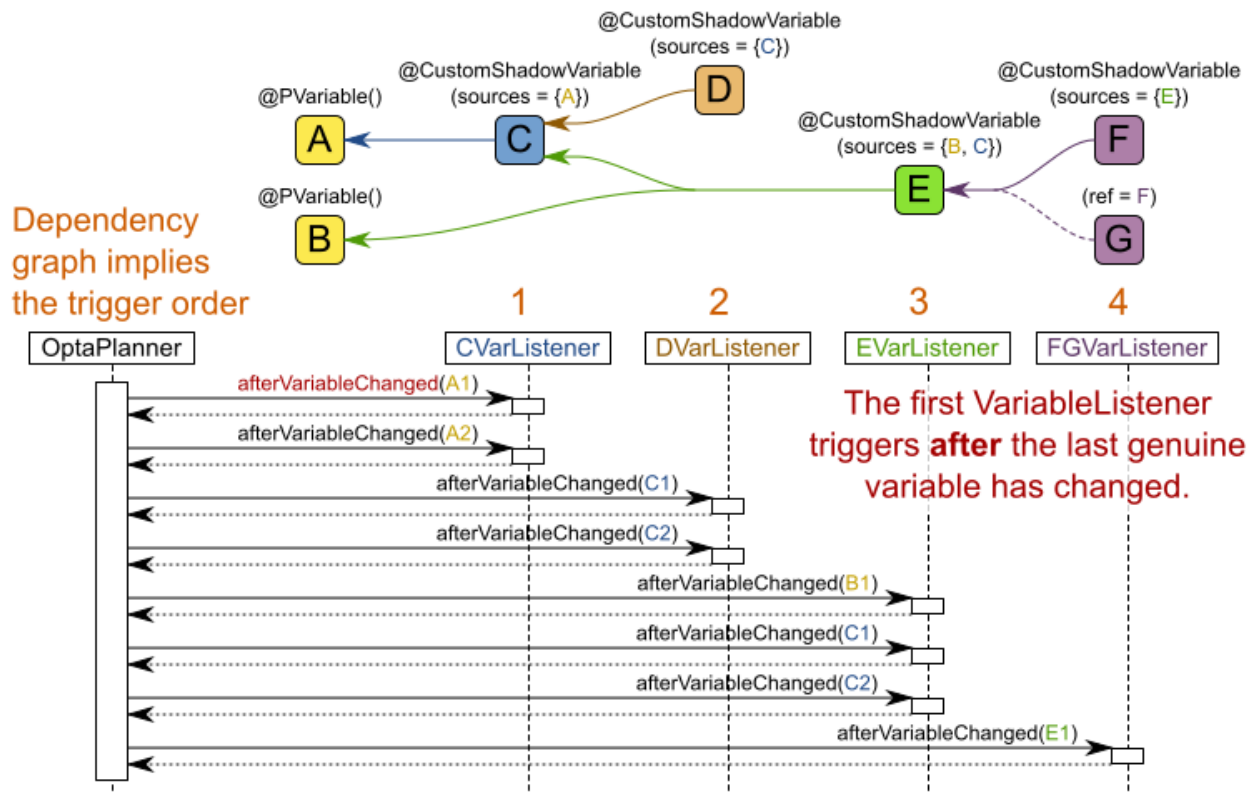 @CustomShadowVariable
(sources = {C})
D
@CustomShadowVariable
(sources = {A})
@CustomShadowVariable
(sources = {E})
@PVariable()
A
C
@CustomShadowVariable
(sources = {B, C})
F
E
@PVariable()
B
(ref = F)
G
Dependency
graph implies
the trigger order
1
2
3
4
OptaPlanner
CVarListener
DVarListener
EVarListener
FGVarListener
afterVariableChanged(A1)
afterVariableChanged(A2)
The first VariableListener
triggers after the last genuine
variable has changed.
afterVariableChanged(C1)
afterVariableChanged(C2)
afterVariableChanged(B1)
afterVariableChanged(C1)
afterVariableChanged(C2)
afterVariableChanged(E1)